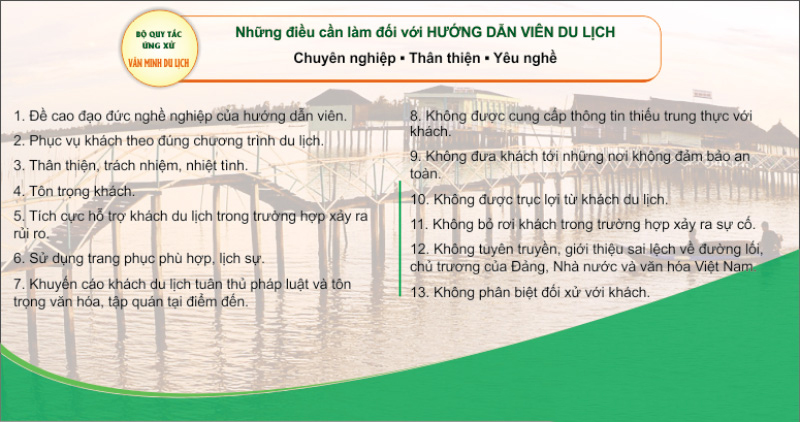 BỘ QUY TẮC
ỨNG XỬ
VĂN MINH DU LỊCH
Những điều cần làm đối với HƯỚNG DẪN VIÊN DU LỊCH
Chuyên nghiệp ▪ Thân thiện ▪ Yêu nghề
1. Đề cao đạo đức nghề nghiệp của hướng dẫn viên.
2. Phục vụ khách theo đúng chương trình du lịch.
3. Thân thiện, trách nhiệm, nhiệt tình.
4. Tôn trọng khách.
5. Tích cực hỗ trợ khách du lịch trong trường hợp xảy ra
rủi ro.
6. Sử dụng trang phục phù hợp, lịch sự.
7. Khuyến cáo khách du lịch tuân thủ pháp luật và tôn
trọng văn hóa, tập quán tại điểm đến.
8. Không được cung cấp thông tin thiếu trung thực với
khách.
9. Không đưa khách tới những nơi không đảm bảo an
toàn.
10. Không được trục lợi từ khách du lịch.
11. Không bỏ rơi khách trong trường hợp xảy ra sự cố.
12. Không tuyên truyền, giới thiệu sai lệch về đường lối,
chủ trương của Đảng, Nhà nước và văn hóa Việt Nam.
13. Không phân biệt đối xử với khách.